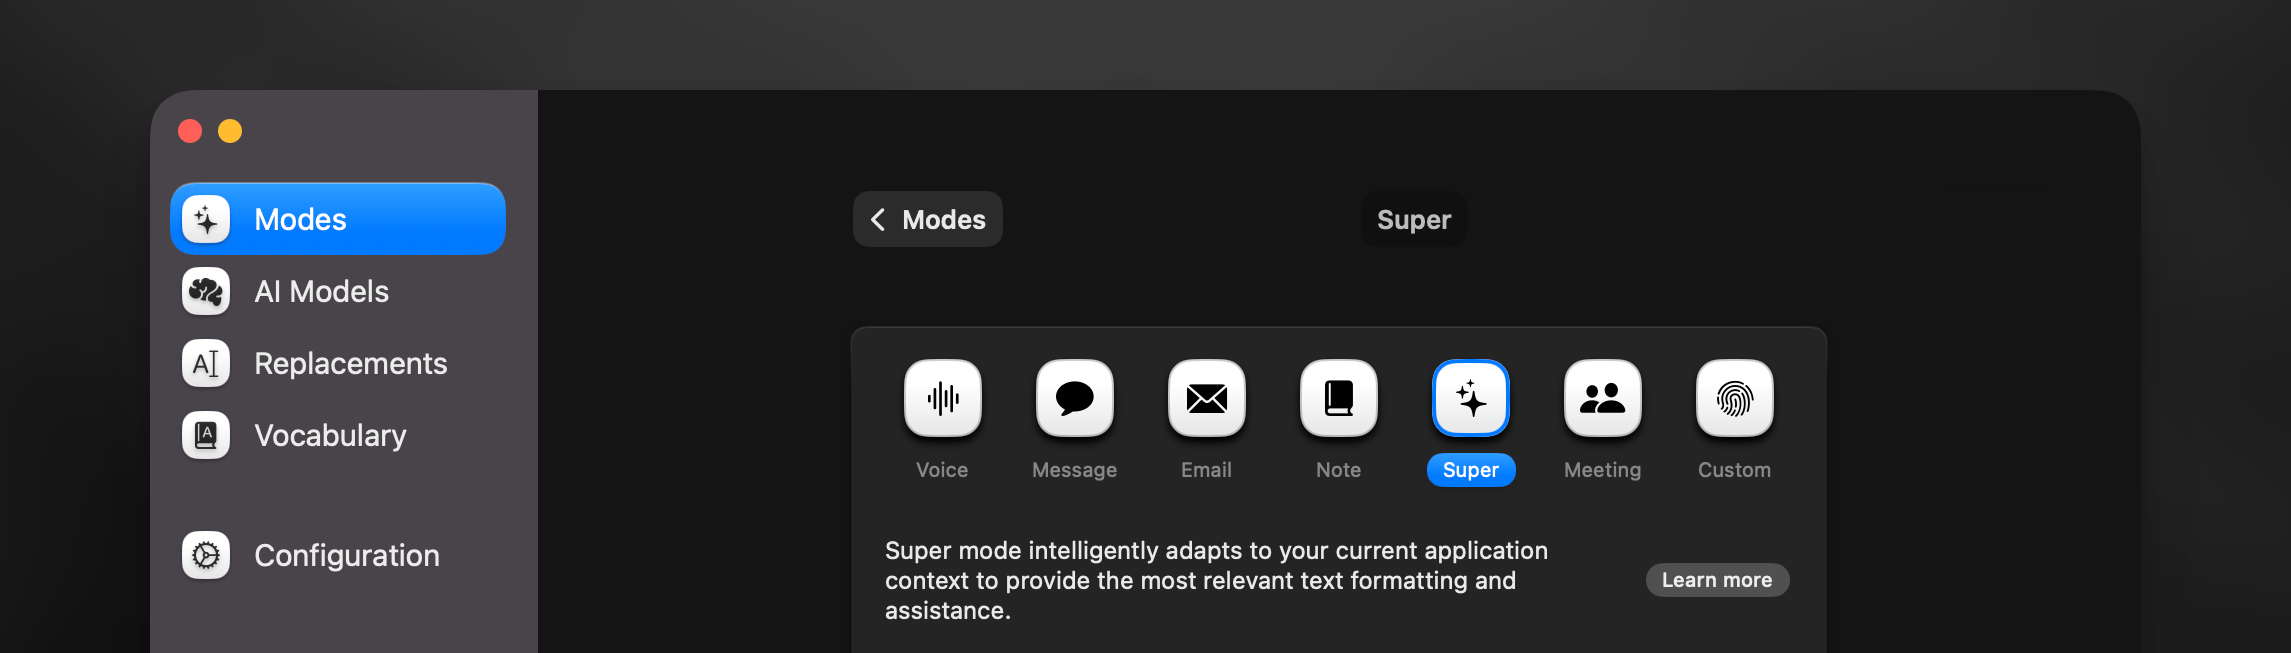 Modes
AI Models
Replacements
Vocabulary
Configuration
Modes
Super
Voice
Message
Email
Note
Super
Meeting
Custom
Super mode intelligently adapts to your current application
context to provide the most relevant text formatting and
assistance.
Learn more